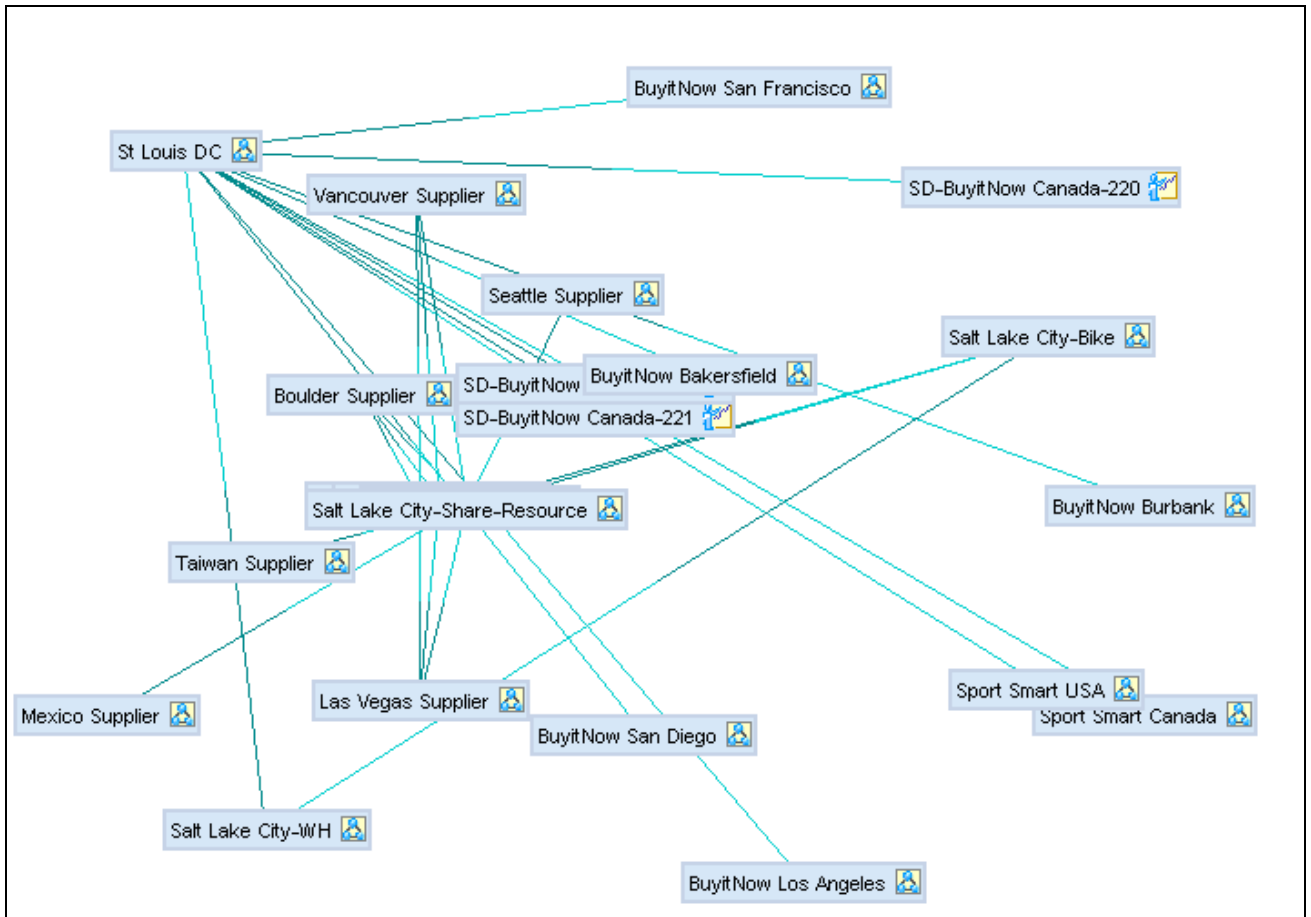 BuyitNow San Francisco
St Louis DC
SD-BuyitNow Canada-220
Vancouver Supplier
Seattle Supplier
Salt Lake City-Bike
BuyitNow Bakersfield
SD-BuyitNow
Boulder Supplier
SD-BuyitNow Canada-221
BuyitNow Burbank
Salt Lake City-Share-Resource
Taiwan Supplier
Sport Smart USA
Las Vegas Supplier
Mexico Supplier
Sport Smart Canada
BuyitNow San Diego
Salt Lake City-WH
BuyitNow Los Angeles